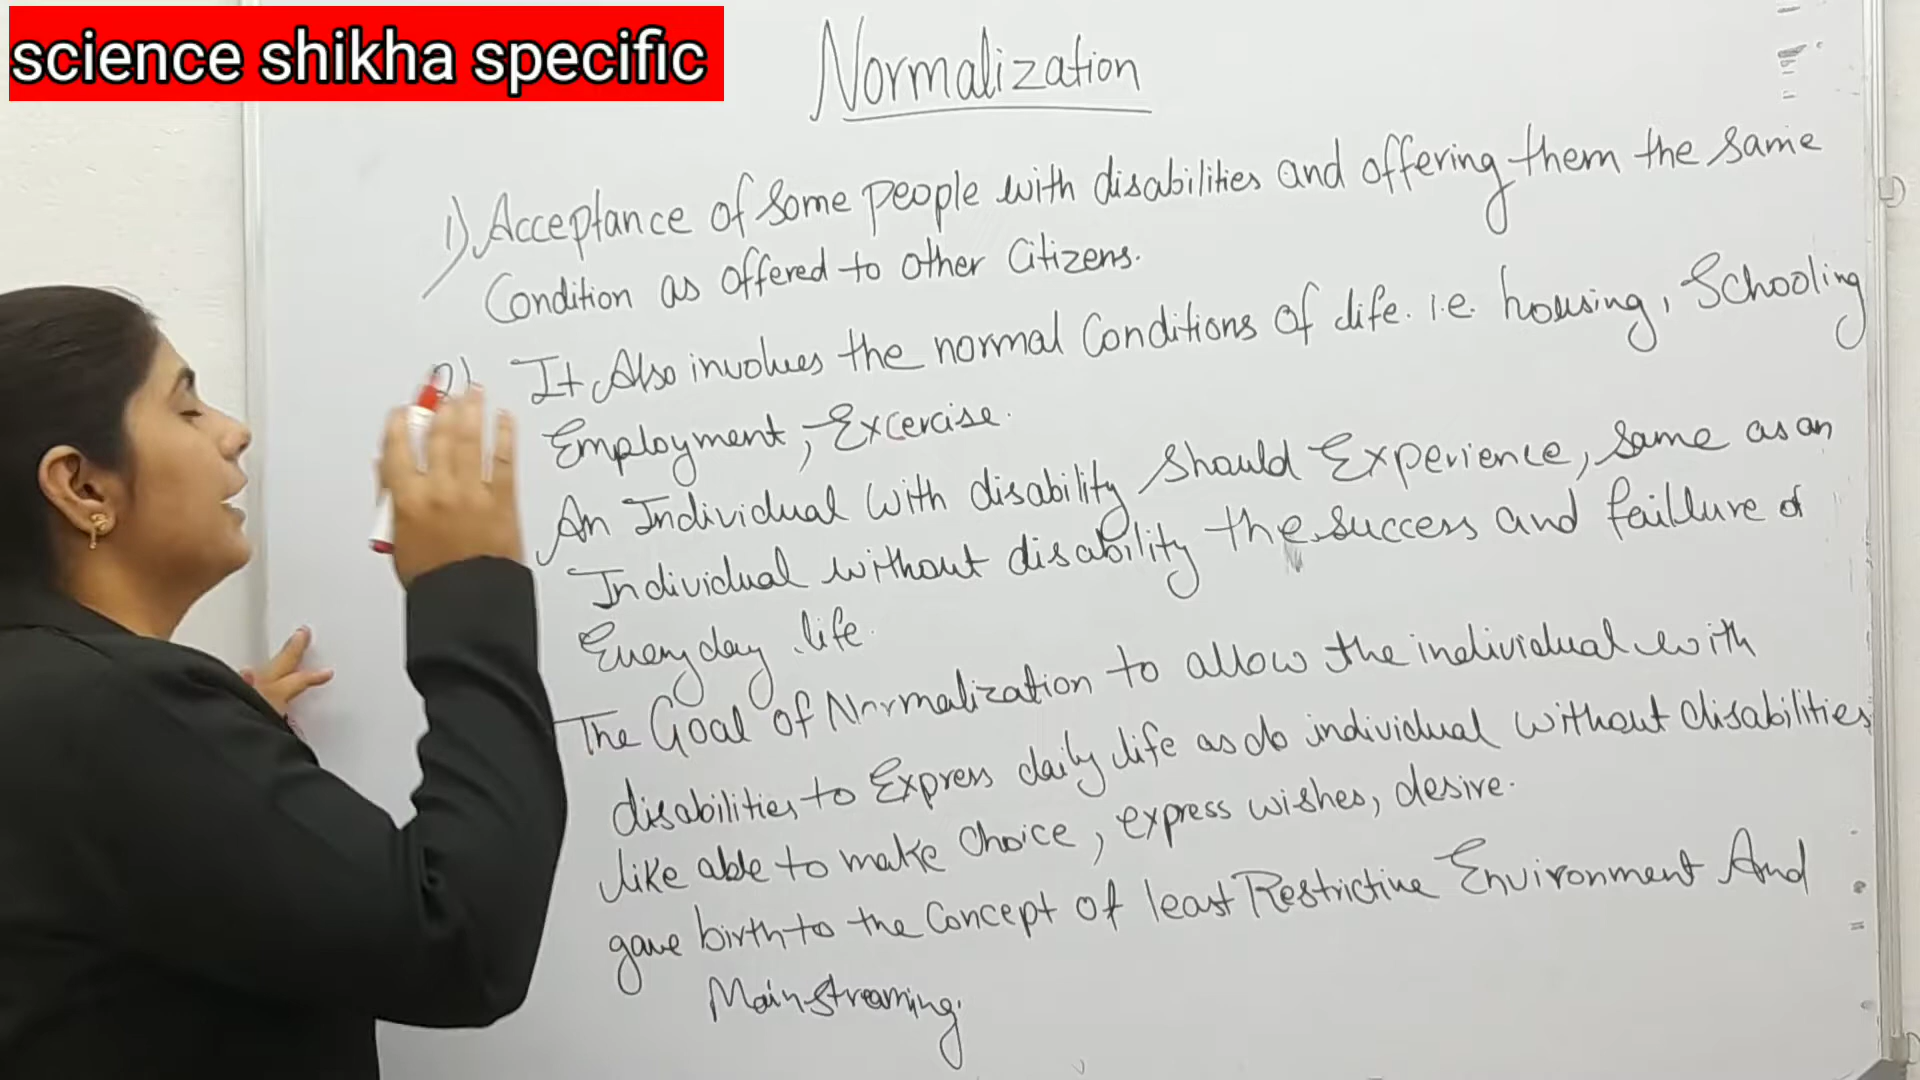 science shikha specific
Normalization
1) Acceptance of Some people with disabilities and offering them the same
Condition as offered to other Citizens.
2) It Also involves the normal Conditions of life. i.e. housing, Schooling
Employment, Excercise.
An Individual with disability should Experience, same as an
Individual without disability the success and faillure of
Everyday life.
The Goal of Normalization to allow the individual with
disabilities to Express daily life as do individual without disabilities
like able to make Choice, express wishes, desire.
gave birth to the Concept of least Restrictive Environment And
Mainstreaming.